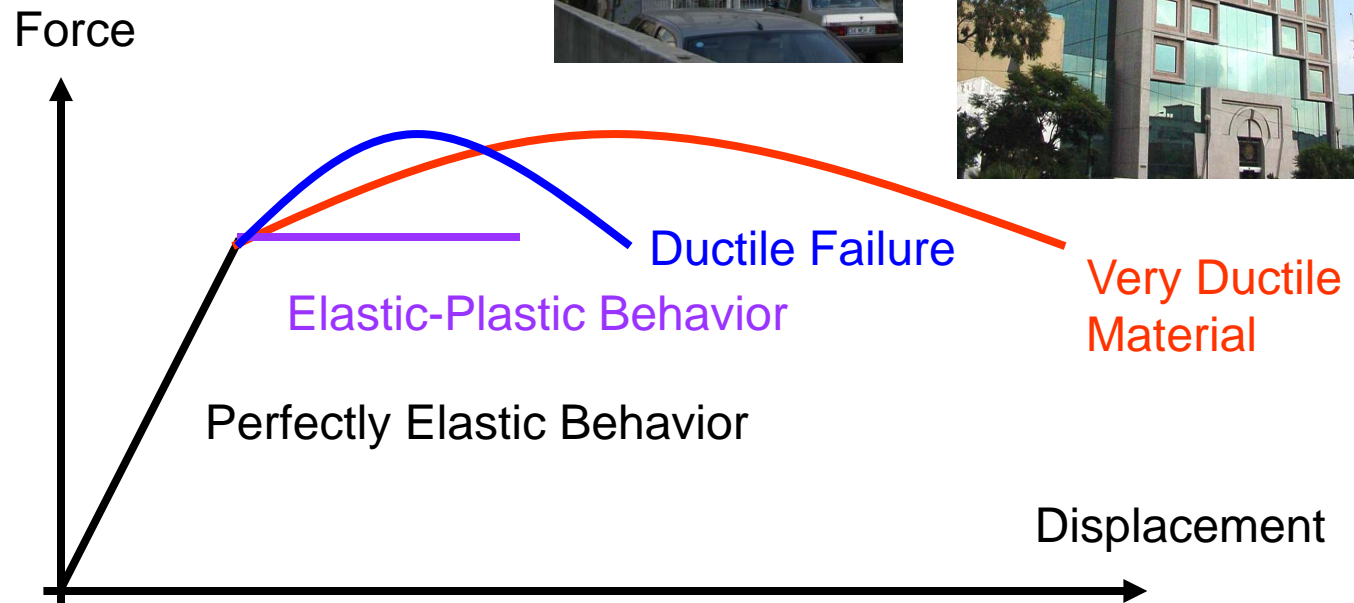 Force
Ductile Failure
Very Ductile
Material
Elastic-Plastic Behavior
Perfectly Elastic Behavior
Displacement